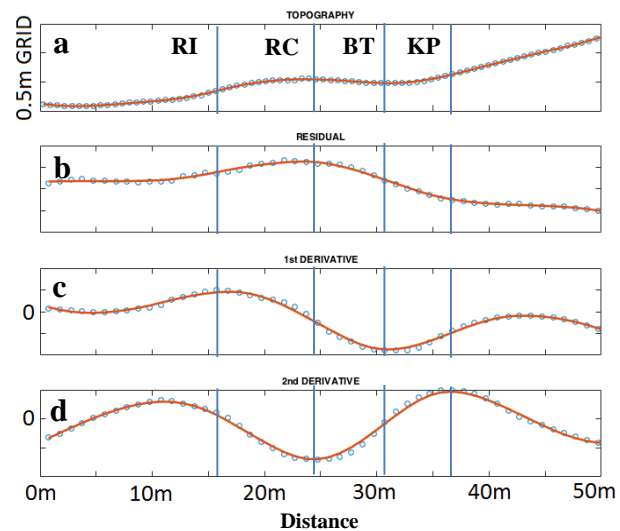 TOPOGRAPHY
a RI RC BT KP
0.5m GRID
RESIDUAL
b
1st DERIVATIVE
c
0
2nd DERIVATIVE
d
0
0m 10m 20m 30m 40m 50m
Distance